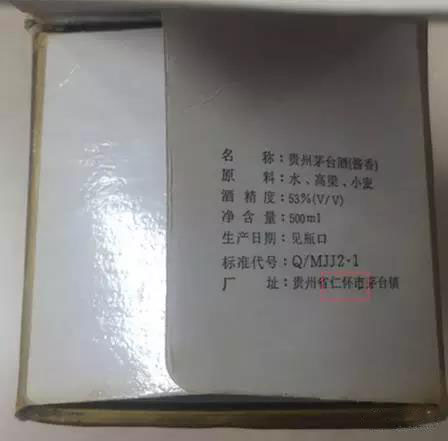 名 称：贵州茅台酒(酱香)
原 料：水、高梁、小麦
酒 精 度：53%(V/V)
净 含 量：500ml
生产日期：见瓶口
标准代号：Q/MJJ2·1
厂 址：贵州省仁怀市茅台镇